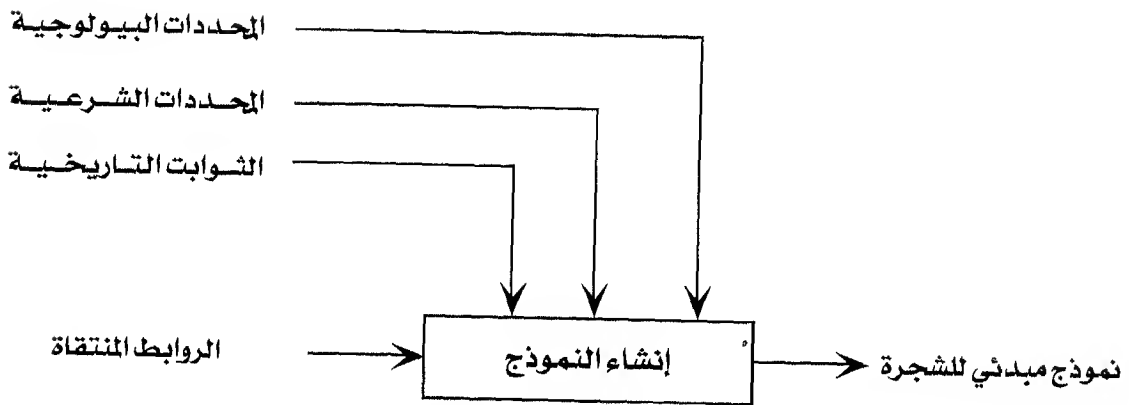 المحددات البيولوجية
المحددات الشرعية
الثوابت التاريخية
الروابط المنتقاة
إنشاء النموذج
نموذج مبدئي للشجرة